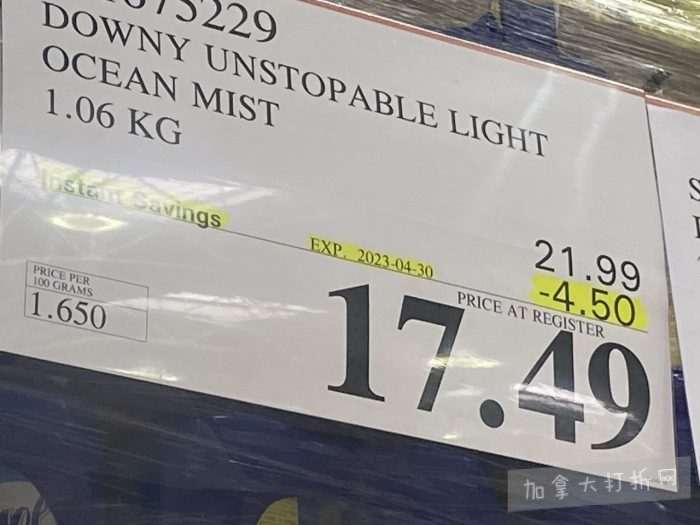 DOWNY UNSTOPABLE LIGHT
OCEAN MIST
1.06 KG
Instant Savings
EXP. 2023-04-30
21.99
-4.50
PRICE PER
100 GRAMS
1.650
PRICE AT REGISTER
17.49
加拿大打折网